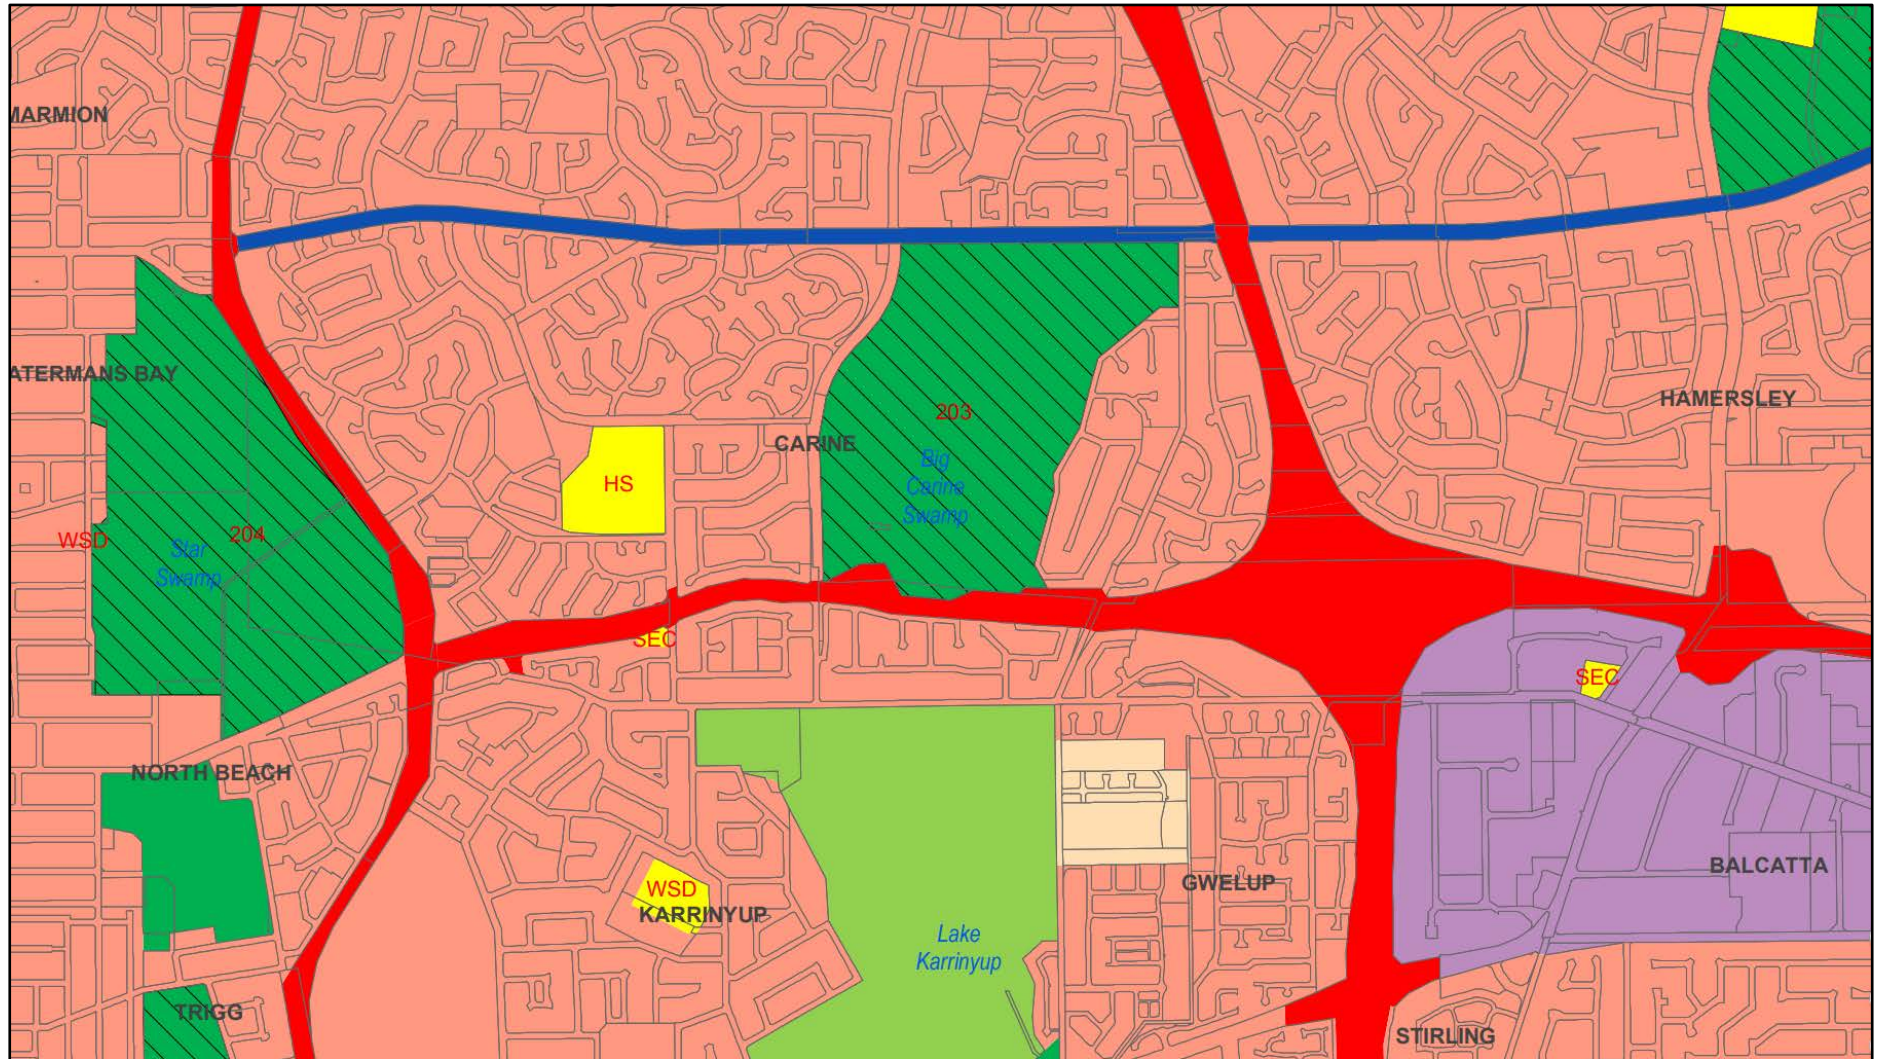 MARMION
ATERMANS BAY
HAMERSLEY
203
CARINE
Big
Carine
Swamp
HS
WSD
204
Star
Swamp
SEC
SEC
NORTH BEACH
BALCATTA
GWELUP
WSD
KARRINYUP
Lake
Karrinyup
TRIGG
STIRLING